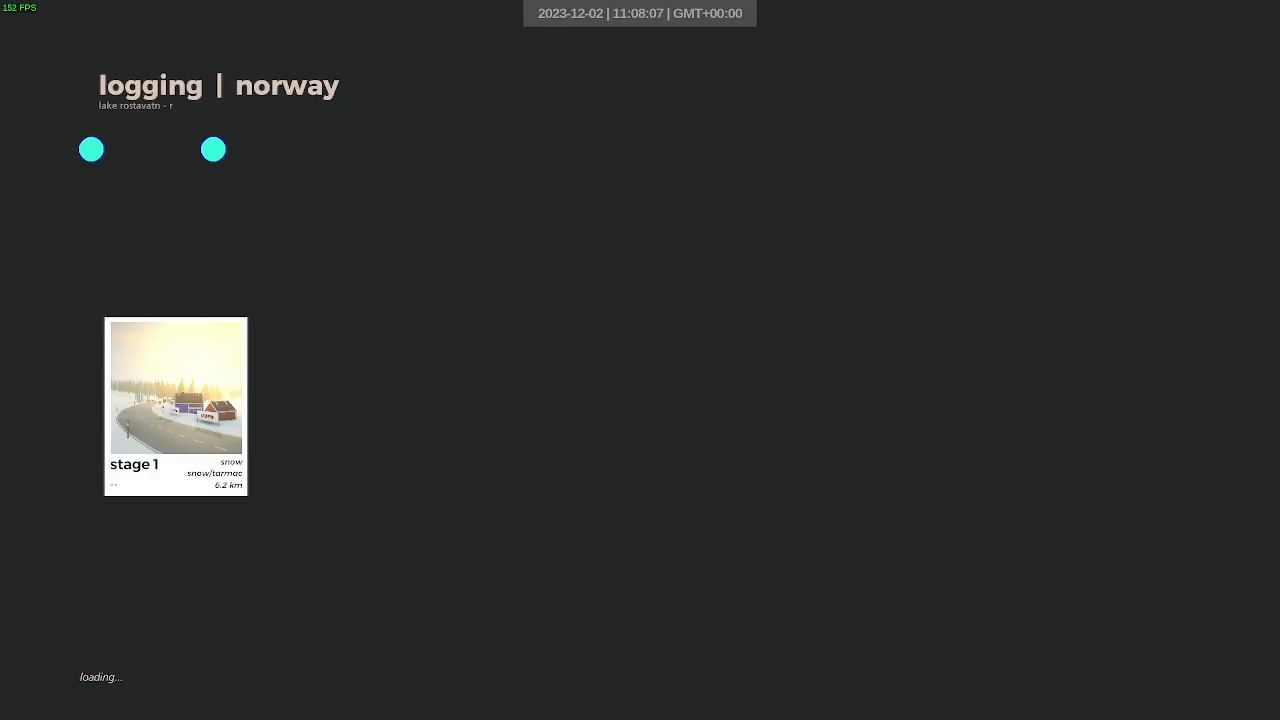 152 FPS
2023-12-02 | 11:08:07 | GMT+00:00
logging | norway
lake rostavatn - r
stage 1
snow
snow/tarmac
--
6.2 km
loading...